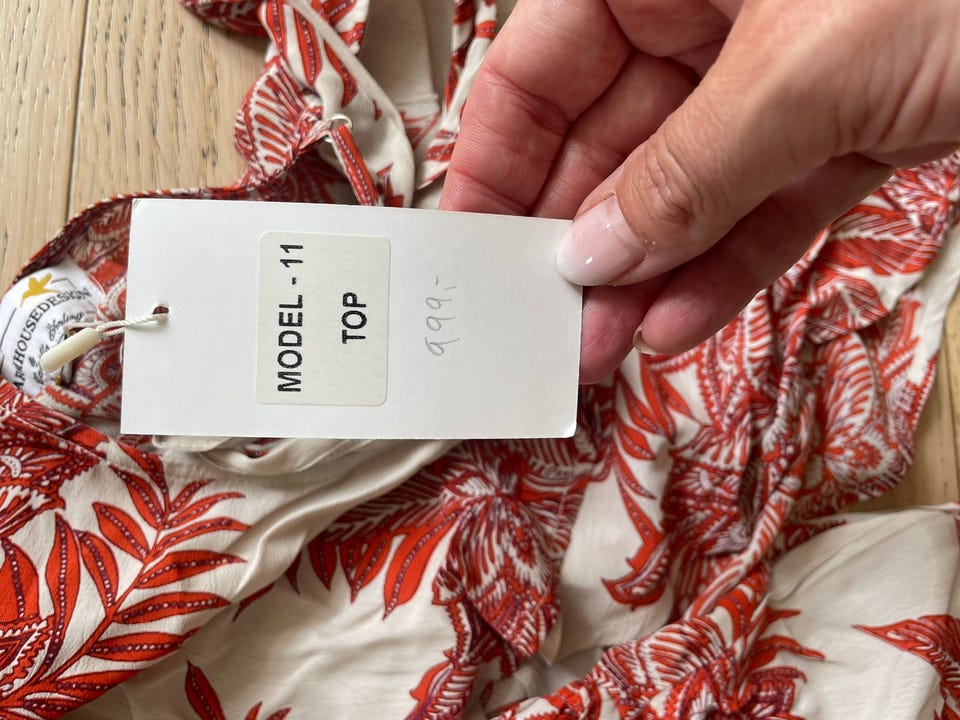 MODEL - 11
TOP
999,-